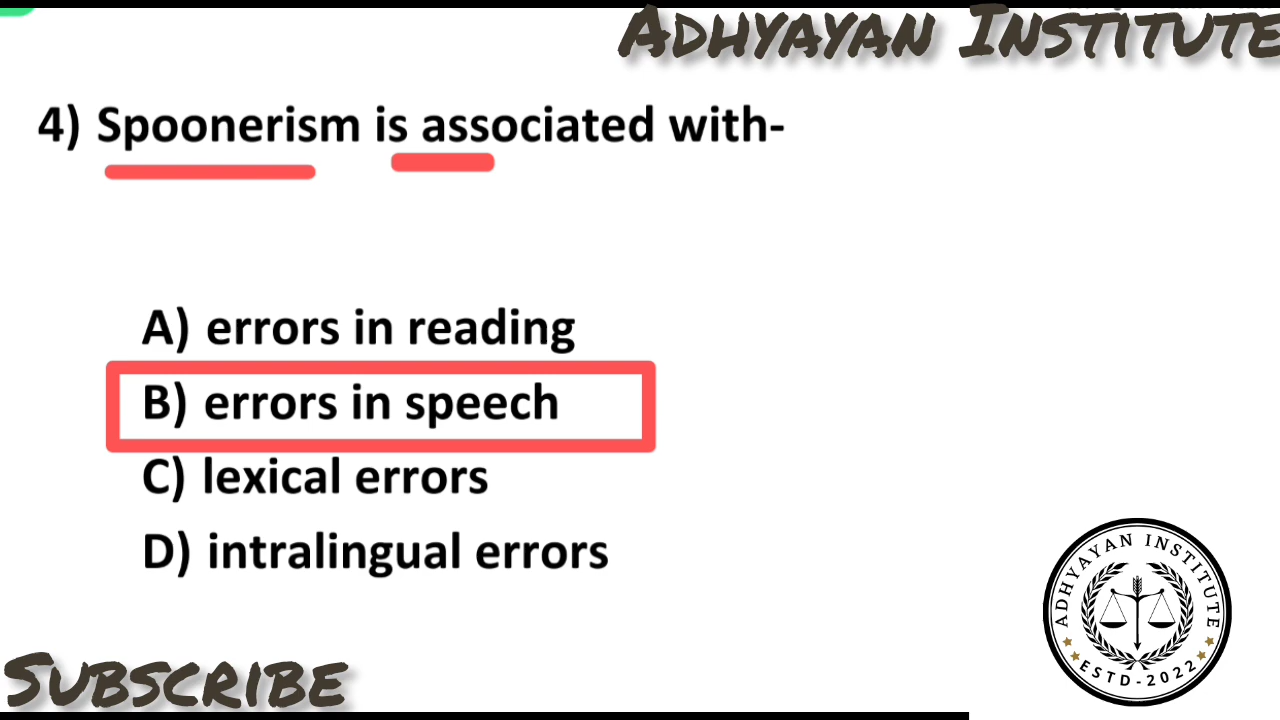 ADHYAYAN INSTITUTE
4) Spoonerism is associated with-
A) errors in reading
B) errors in speech
C) lexical errors
D) intralingual errors
ADHYAYAN INSTITUTE
ESTD-2022
SUBSCRIBE